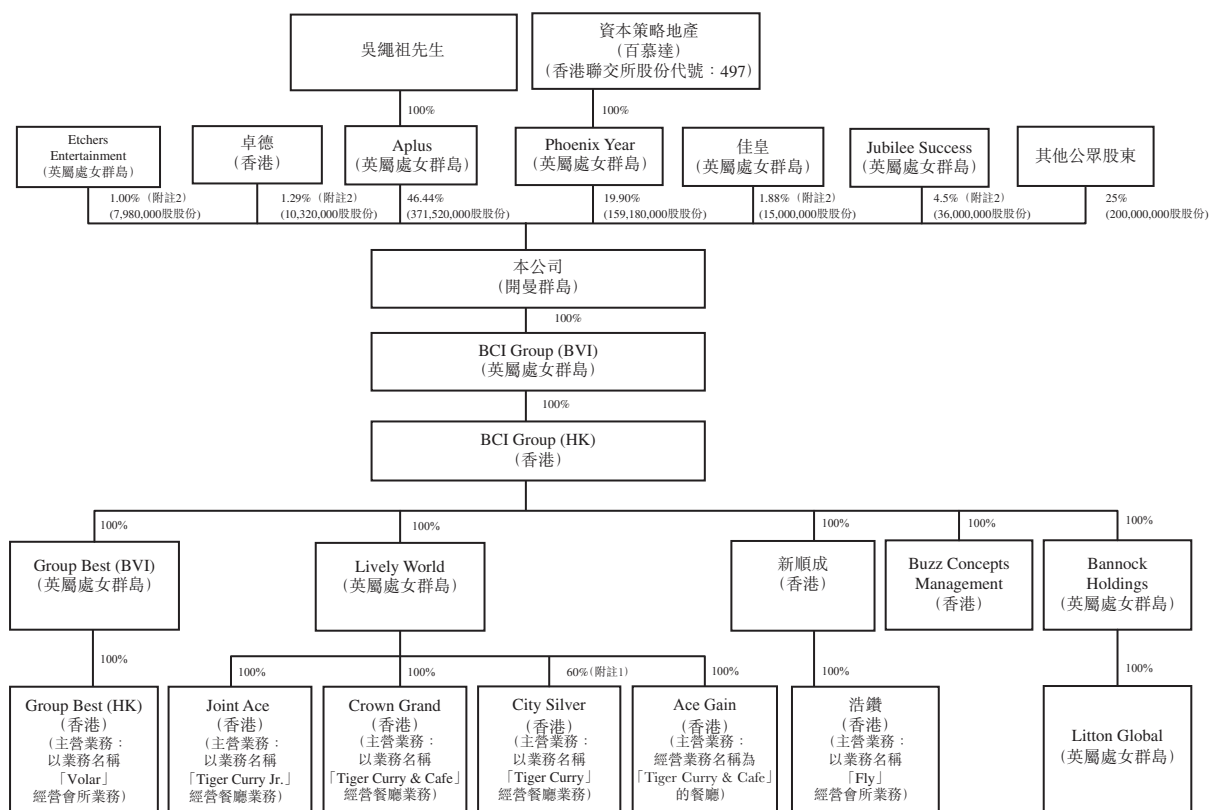 吳繩祖先生
資本策略地產
(百慕達)
(香港聯交所股份代號：497)
100%
100%
Etchers
Entertainment
(英屬處女群島)
卓德
(香港)
Aplus
(英屬處女群島)
Phoenix Year
(英屬處女群島)
佳皇
(英屬處女群島)
Jubilee Success
(英屬處女群島)
其他公眾股東
1.00% (附註2)
(7,980,000股股份)
1.29% (附註2)
(10,320,000股股份)
46.44%
(371,520,000股股份)
19.90%
(159,180,000股股份)
1.88% (附註2)
(15,000,000股股份)
4.5% (附註2)
(36,000,000股股份)
25%
(200,000,000股股份)
本公司
(開曼群島)
100%
BCI Group (BVI)
(英屬處女群島)
100%
BCI Group (HK)
(香港)
100%
100%
100%
100%
100%
Group Best (BVI)
(英屬處女群島)
Lively World
(英屬處女群島)
新順成
(香港)
Buzz Concepts
Management
(香港)
Bannock
Holdings
(英屬處女群島)
100%
100%
100%
60%(附註1)
100%
100%
100%
Group Best (HK)
(香港)
(主營業務：
以業務名稱
「Volar」
經營會所業務)
Joint Ace
(香港)
(主營業務：
以業務名稱
「Tiger Curry Jr.」
經營餐廳業務)
Crown Grand
(香港)
(主營業務：
以業務名稱
「Tiger Curry & Cafe」
經營餐廳業務)
City Silver
(香港)
(主營業務：
以業務名稱
「Tiger Curry」
經營餐廳業務)
Ace Gain
(香港)
(主營業務：
經營業務名稱為
「Tiger Curry & Cafe」
的餐廳)
浩鑽
(香港)
(主營業務：
以業務名稱
「Fly」
經營會所業務)
Litton Global
(英屬處女群島)